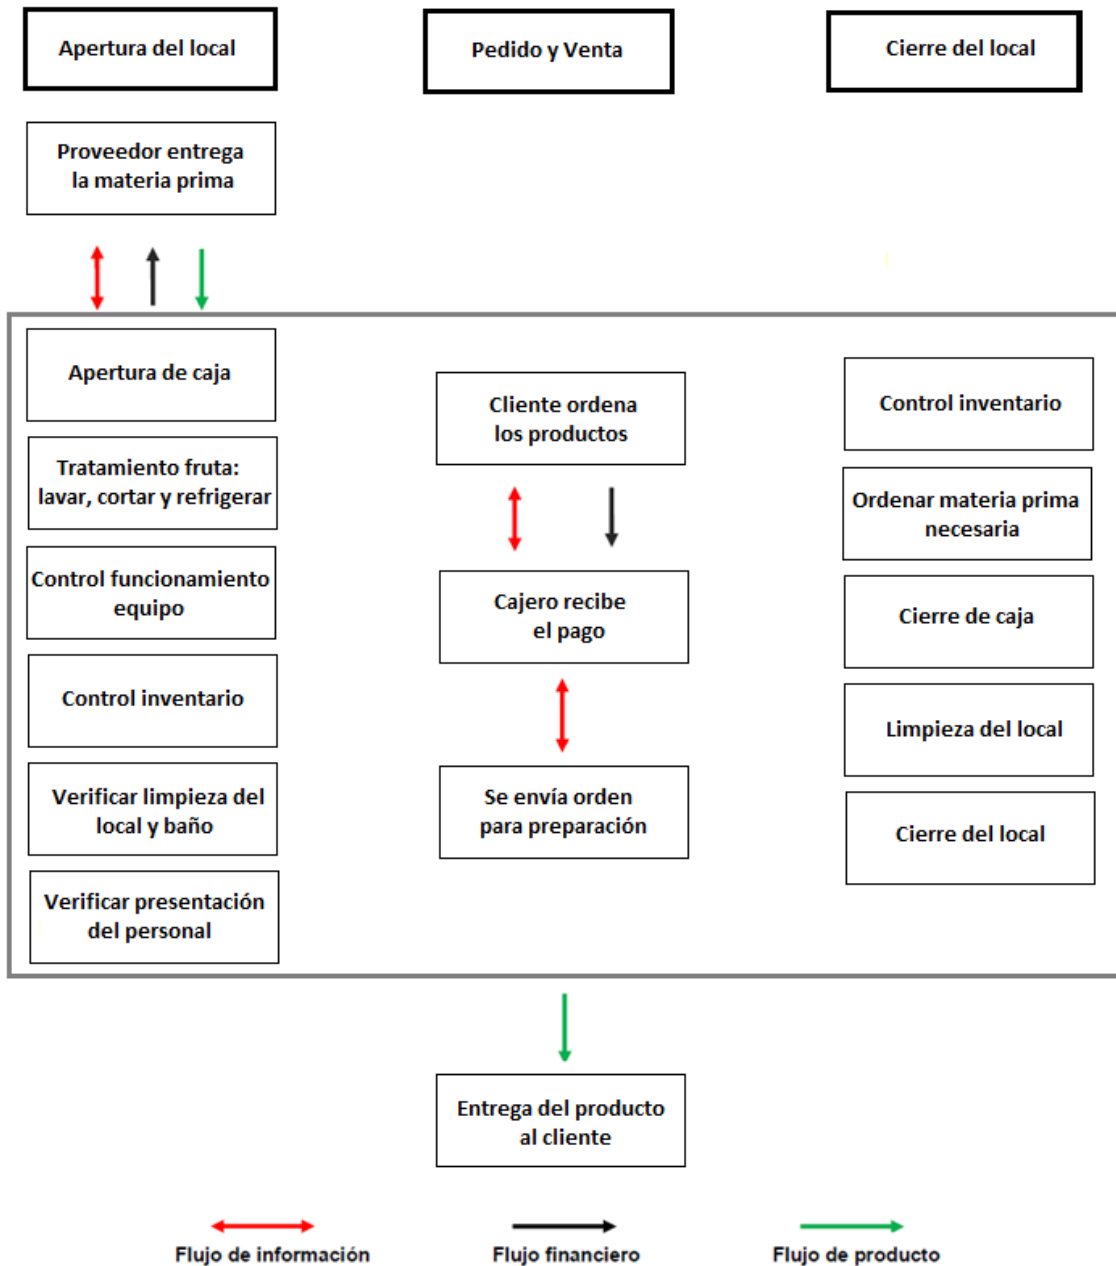 Apertura del local
Pedido y Venta
Cierre del local
Proveedor entrega
la materia prima
Apertura de caja
Tratamiento fruta:
lavar, cortar y refrigerar
Control funcionamiento
equipo
Control inventario
Verificar limpieza del
local y baño
Verificar presentación
del personal
Cliente ordena
los productos
Cajero recibe
el pago
Se envía orden
para preparación
Control inventario
Ordenar materia prima
necesaria
Cierre de caja
Limpieza del local
Cierre del local
Entrega del producto
al cliente
Flujo de información
Flujo financiero
Flujo de producto